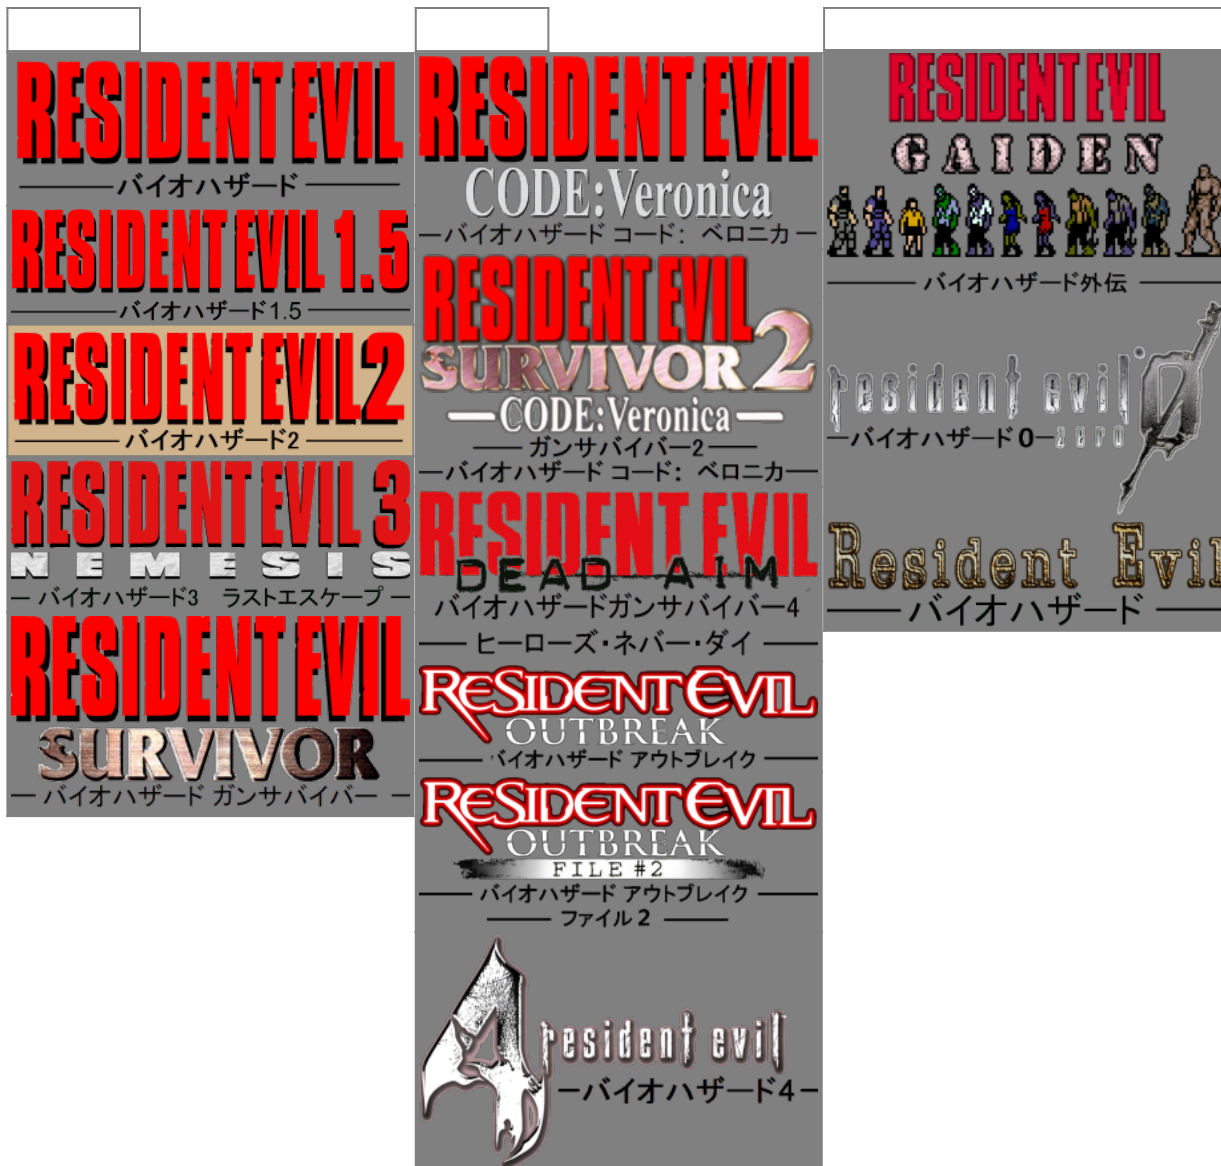 RESIDENT EVIL
バイオハザード
RESIDENT EVIL 1.5
バイオハザード1.5
RESIDENT EVIL 2
バイオハザード2
RESIDENT EVIL 3
NEMESIS
バイオハザード3 ラストエスケープ
RESIDENT EVIL
SURVIVOR
バイオハザード ガンサバイバー
RESIDENT EVIL
CODE:Veronica
バイオハザード コード: ベロニカ
RESIDENT EVIL
SURVIVOR 2
CODE:Veronica
ガンサバイバー2
バイオハザード コード: ベロニカ
RESIDENT EVIL
DEAD AIM
バイオハザードガンサバイバー4
ヒーローズ・ネバー・ダイ
RESIDENT EVIL
OUTBREAK
バイオハザード アウトブレイク
RESIDENT EVIL
OUTBREAK
FILE #2
バイオハザード アウトブレイク
ファイル2
4 resident evil
バイオハザード4
RESIDENT EVIL
GAIDEN
バイオハザード外伝
resident evil 0
バイオハザード0 zero
Resident Evil
バイオハザード